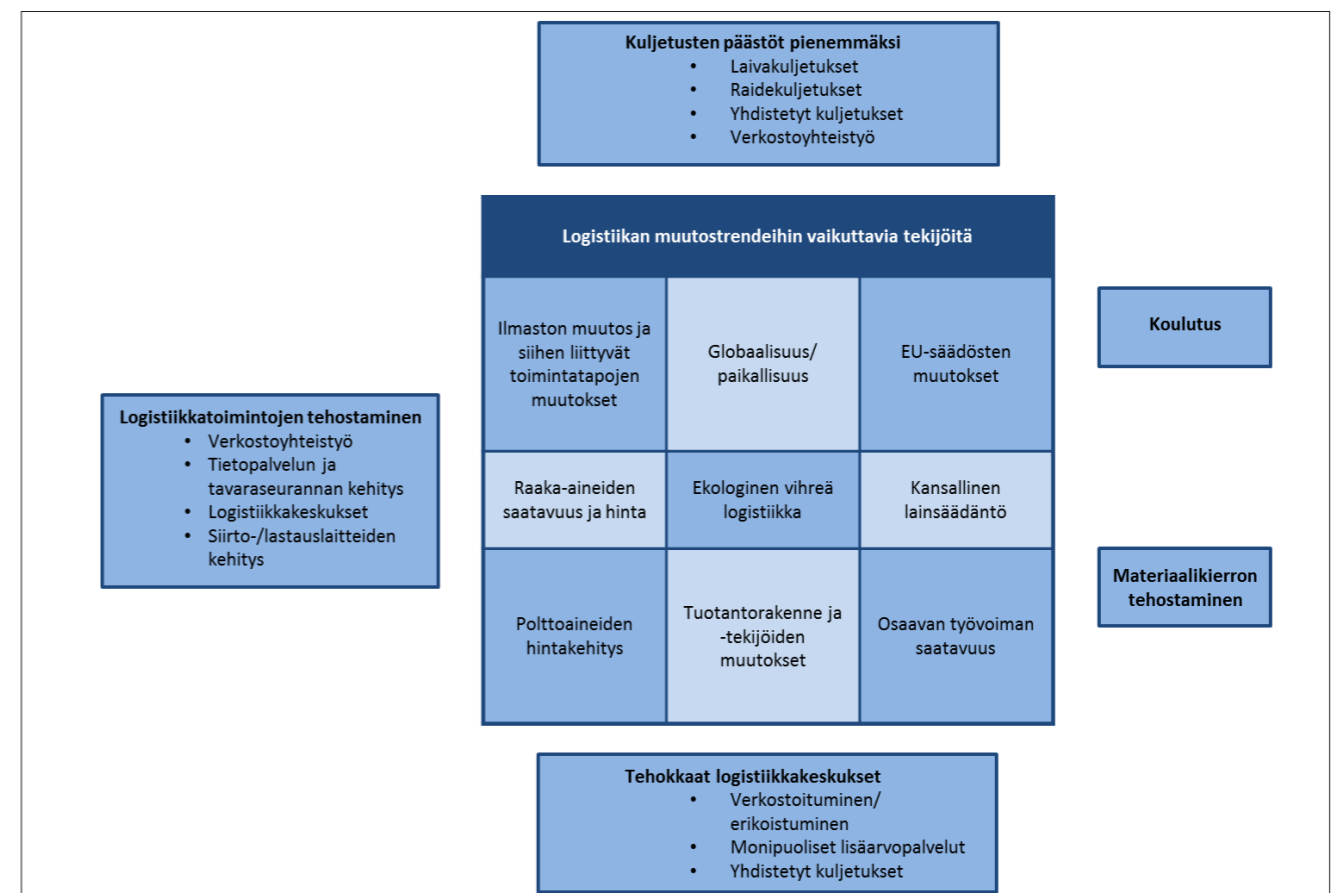 Kuljetusten päästöt pienemmäksi
• Laivakuljetukset
• Raidekuljetukset
• Yhdistetyt kuljetukset
• Verkostoyhteistyö
Logistiikan muutostrendeihin vaikuttavia tekijöitä
Ilmaston muutos ja
siihen liittyvät
toimintatapojen
muutokset
Globaalisuus/
paikallisuus
EU-säädösten
muutokset
Raaka-aineiden
saatavuus ja hinta
Ekologinen vihreä
logistiikka
Kansallinen
lainsäädäntö
Polttoaineiden
hintakehitys
Tuotantorakenne ja
-tekijöiden
muutokset
Osaavan työvoiman
saatavuus
Koulutus
Logistiikkatoimintojen tehostaminen
• Verkostoyhteistyö
• Tietopalvelun ja
tavaraseurannan kehitys
• Logistiikkakeskukset
• Siirto-/lastauslaitteiden
kehitys
Materiaalikierron
tehostaminen
Tehokkaat logistiikkakeskukset
• Verkostoituminen/
erikoistuminen
• Monipuoliset lisäarvopalvelut
• Yhdistetyt kuljetukset